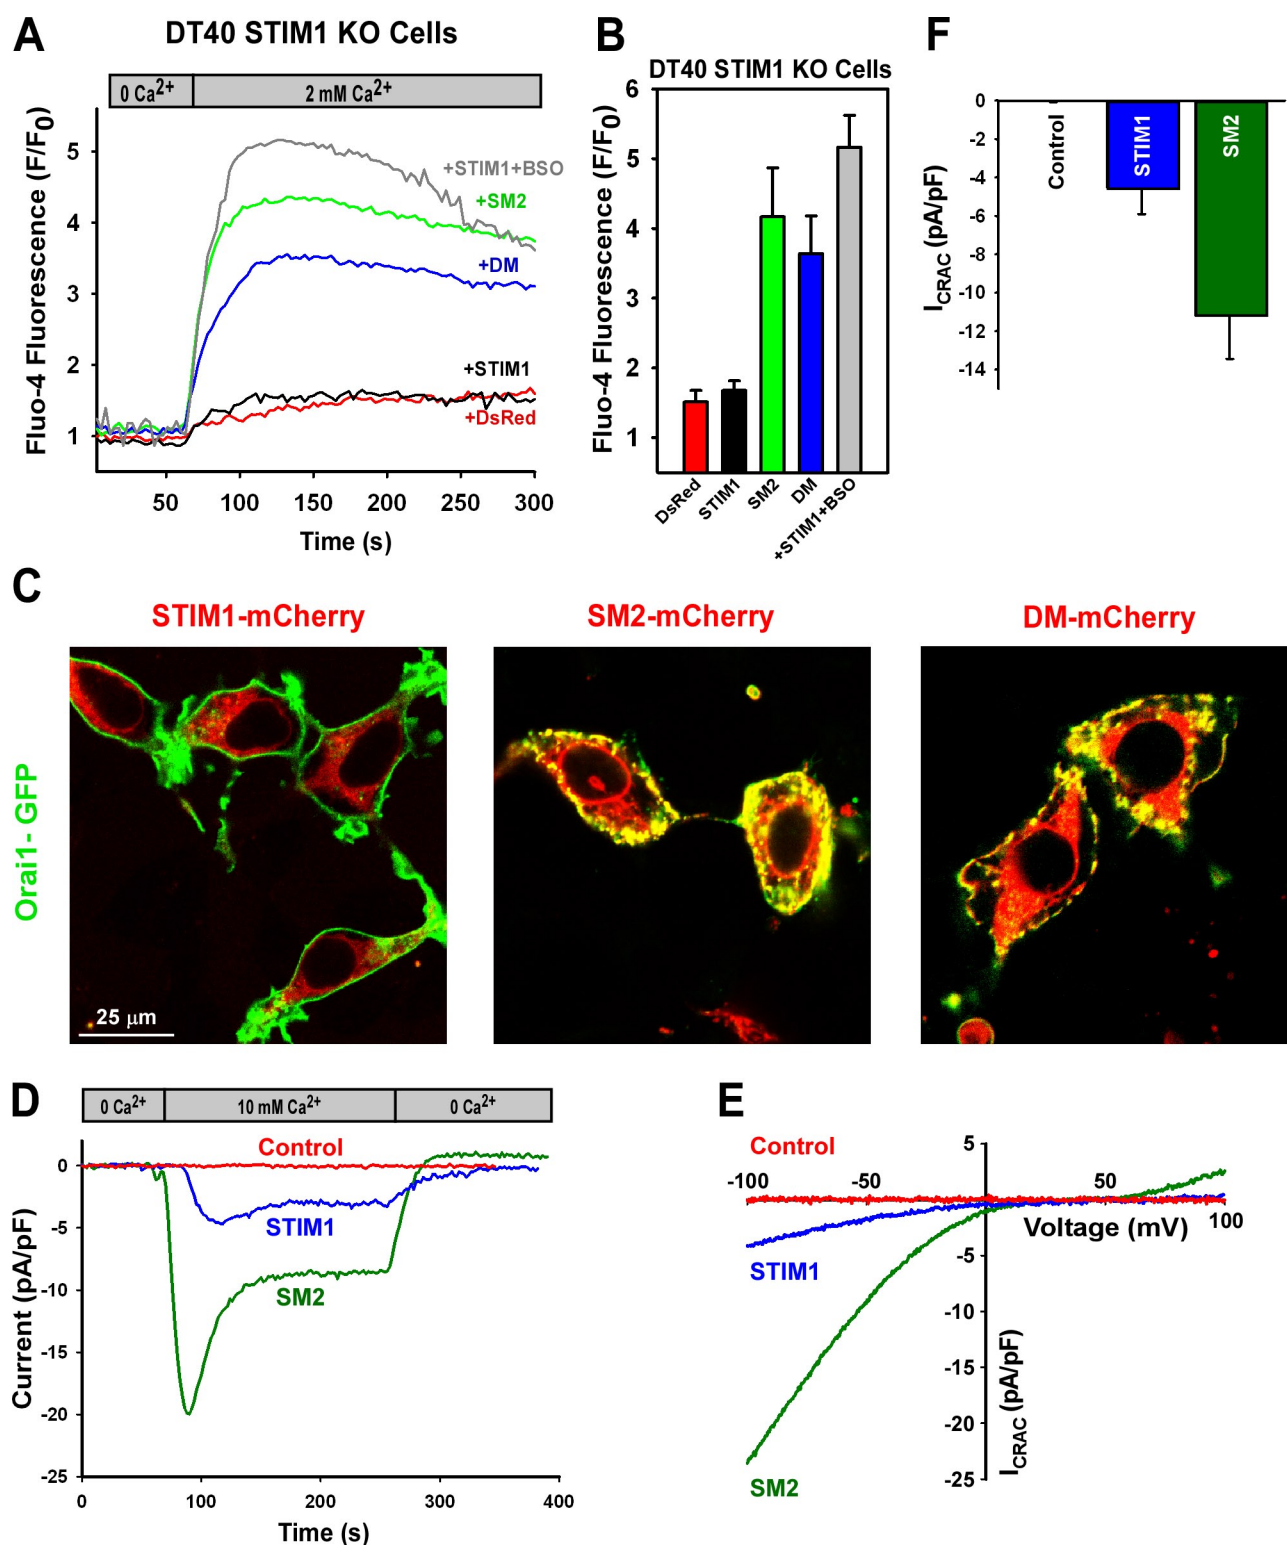 A
DT40 STIM1 KO Cells
0 Ca2+
2 mM Ca2+
Fluo-4 Fluorescence (F/F0)
5
4
3
2
1
+STIM1+BSO
+SM2
+DM
+STIM1
+DsRed
50
100
150
200
250
300
Time (s)
B
DT40 STIM1 KO Cells
Fluo-4 Fluorescence (F/F0)
6
5
4
3
2
1
DsRed
STIM1
SM2
DM
+STIM1+BSO
F
ICRAC (pA/pF)
0
-2
-4
-6
-8
-10
-12
-14
Control
STIM1
SM2
C
STIM1-mCherry
SM2-mCherry
DM-mCherry
Orai1- GFP
25 μm
D
0 Ca2+
10 mM Ca2+
0 Ca2+
Current (pA/pF)
0
-5
-10
-15
-20
-25
Control
STIM1
SM2
0
100
200
300
400
Time (s)
E
Control
5
-100
-50
50
100
Voltage (mV)
STIM1
-5
-10
-15
-20
-25
ICRAC (pA/pF)
SM2